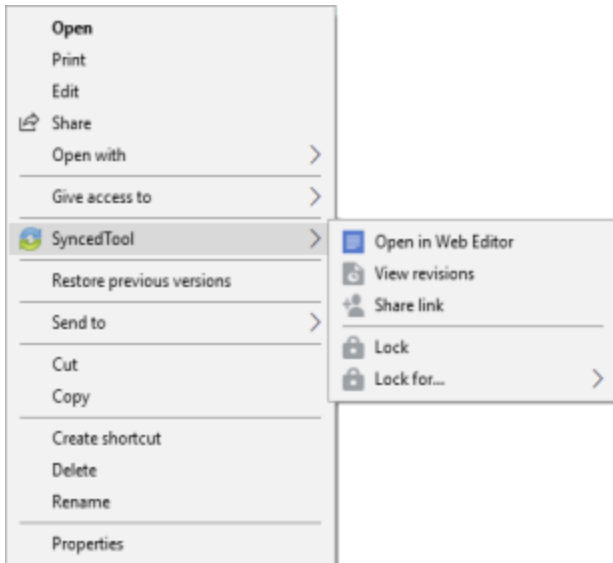 Open
Print
Edit
Share
Open with
Give access to
SyncedTool
Restore previous versions
Send to
Cut
Copy
Create shortcut
Delete
Rename
Properties
Open in Web Editor
View revisions
Share link
Lock
Lock for...